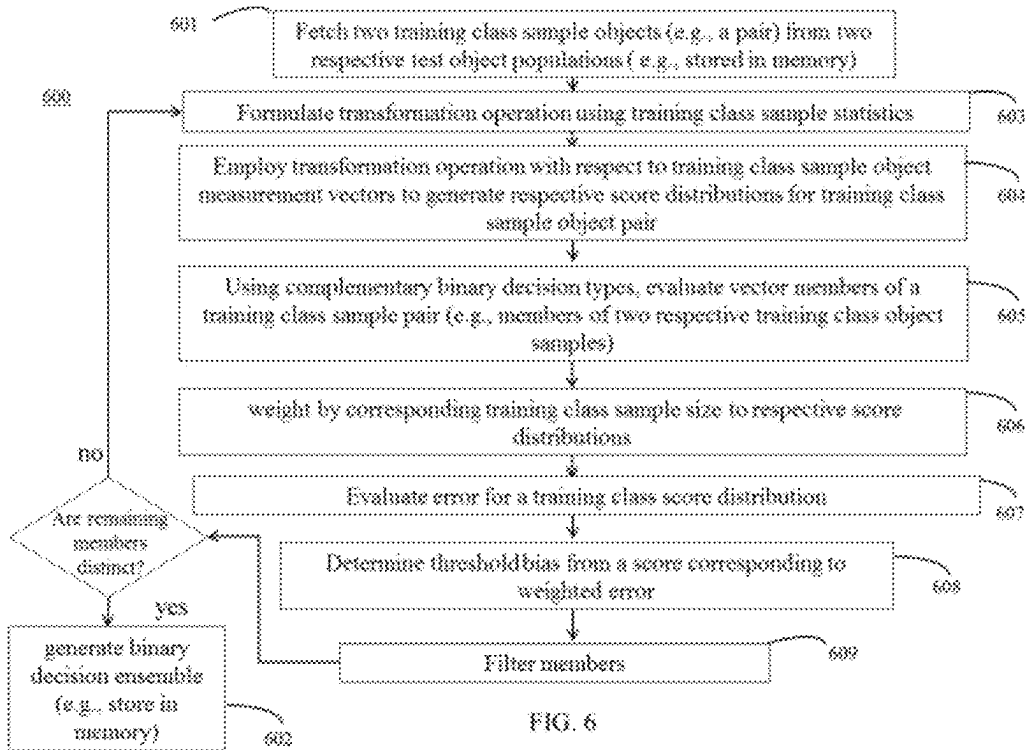 601
Fetch two training class sample objects (e.g., a pair) from two
respective test object populations ( e.g., stored in memory)
600
Formulate transformation operation using training class sample statistics
603
Employ transformation operation with respect to training class sample object
measurement vectors to generate respective score distributions for training class
sample object pair
604
Using complementary binary decision types, evaluate vector members of a
training class sample pair (e.g., members of two respective training class object
samples)
605
weight by corresponding training class sample size to respective score
distributions
606
no
Evaluate error for a training class score distribution
607
Are remaining
members
distinct?
Determine threshold bias from a score corresponding to
weighted error
608
yes
Filter members
609
generate binary
decision ensemble
(e.g., store in
memory)
602
FIG. 6